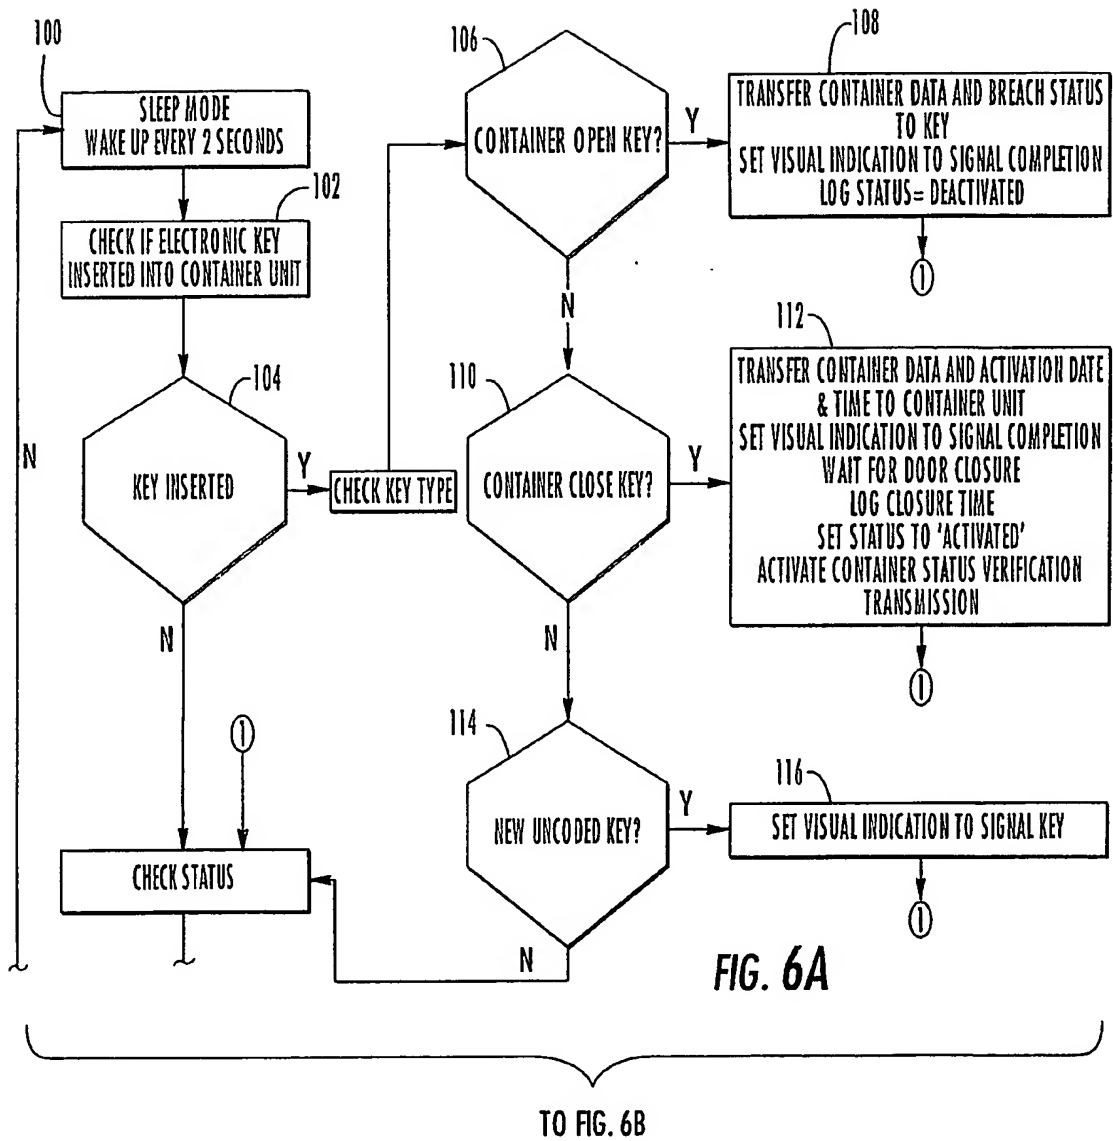 100
SLEEP MODE
WAKE UP EVERY 2 SECONDS
102
CHECK IF ELECTRONIC KEY
INSERTED INTO CONTAINER UNIT
104
KEY INSERTED
Y
CHECK KEY TYPE
N
N
1
CHECK STATUS
106
CONTAINER OPEN KEY?
Y
N
108
TRANSFER CONTAINER DATA AND BREACH STATUS
TO KEY
SET VISUAL INDICATION TO SIGNAL COMPLETION
LOG STATUS= DEACTIVATED
1
110
CONTAINER CLOSE KEY?
Y
N
112
TRANSFER CONTAINER DATA AND ACTIVATION DATE
& TIME TO CONTAINER UNIT
SET VISUAL INDICATION TO SIGNAL COMPLETION
WAIT FOR DOOR CLOSURE
LOG CLOSURE TIME
SET STATUS TO 'ACTIVATED'
ACTIVATE CONTAINER STATUS VERIFICATION
TRANSMISSION
1
114
NEW UNCODED KEY?
Y
N
116
SET VISUAL INDICATION TO SIGNAL KEY
1
FIG. 6A
TO FIG. 6B